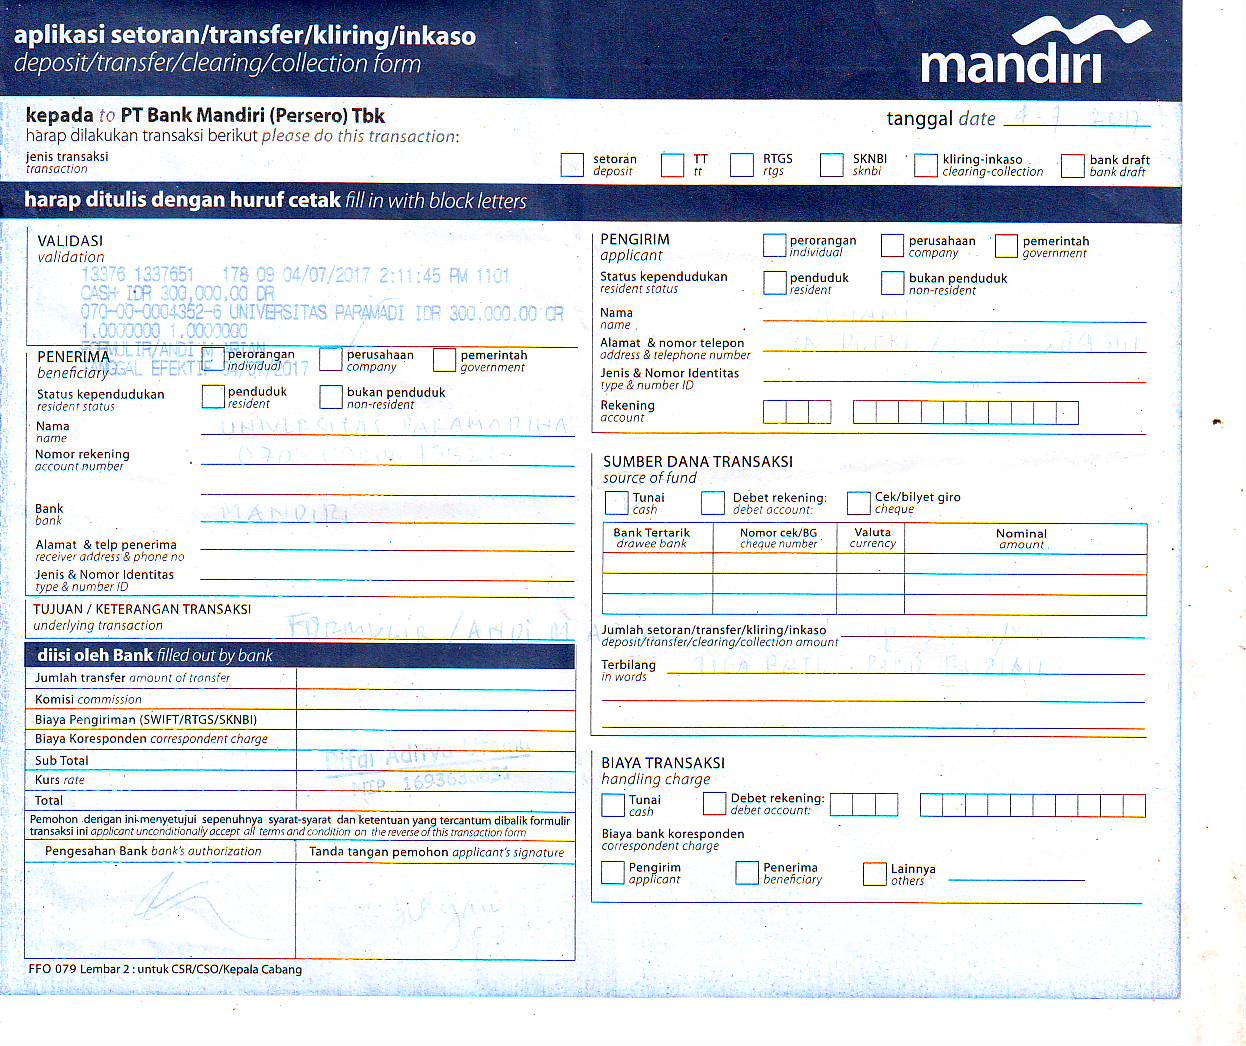 aplikasi setoran/transfer/kliring/inkaso
deposit/transfer/clearing/collection form
mandiri
kepada to PT Bank Mandiri (Persero) Tbk
harap dilakukan transaksi berikut please do this transaction:
tanggal date 4-7 2017
jenis transaksi
transaction
setoran
deposit
TT
tt
RTGS
rtgs
SKNBI
sknbi
kliring-inkaso
clearing-collection
bank draft
bank draft
harap ditulis dengan huruf cetak fill in with block letters
VALIDASI
validation
13376 1337651 178 09 04/07/2017 2:11:45 PM 1101
CASH IDR 300,000.00 DR
070-00-0004352-6 UNIVERSITAS PARAMADI IDR 300,000.00 CR
1.0000000 1.0000000
FORMULIR/ANDI
TANGGAL EFEKTIF 04/07/2017
PENERIMA
beneficiary
perorangan
individual
perusahaan
company
pemerintah
government
Status kependudukan
resident status
penduduk
resident
bukan penduduk
non-resident
Nama
name
UNIVERSITAS PARAMADINA
Nomor rekening
account number
Bank
bank
MANDIRI
Alamat & telp penerima
receiver address & phone no
Jenis & Nomor Identitas
type & number ID
TUJUAN / KETERANGAN TRANSAKSI
underlying transaction
FORMULIR / ANDI M
diisi oleh Bank filled out by bank
Jumlah transfer amount of transfer
Komisi commission
Biaya Pengiriman (SWIFT/RTGS/SKNBI)
Biaya Koresponden correspondent charge
Sub Total
Kurs rate
Total
Rifqi Aditya
NIP 1693636631
Pemohon dengan ini menyetujui sepenuhnya syarat-syarat dan ketentuan yang tercantum dibalik formulir
transaksi ini applicant unconditionally accept all terms and condition on the reverse of this transaction form
Pengesahan Bank bank's authorization
Tanda tangan pemohon applicant's signature
FFO 079 Lembar 2 : untuk CSR/CSO/Kepala Cabang
PENGIRIM
applicant
perorangan
individual
perusahaan
company
pemerintah
government
Status kependudukan
resident status
penduduk
resident
bukan penduduk
non-resident
Nama
name
Alamat & nomor telepon
address & telephone number
Jenis & Nomor Identitas
type & number ID
Rekening
account
SUMBER DANA TRANSAKSI
source of fund
Tunai
cash
Debet rekening:
debet account:
Cek/bilyet giro
cheque
Bank Tertarik
drawee bank
Nomor cek/BG
cheque number
Valuta
currency
Nominal
amount
Jumlah setoran/transfer/kliring/inkaso
deposit/transfer/clearing/collection amount
Terbilang
in words
TIGA RATUS RIBU RUPIAH
BIAYA TRANSAKSI
handling charge
Tunai
cash
Debet rekening:
debet account:
Biaya bank koresponden
correspondent charge
Pengirim
applicant
Penerima
beneficiary
Lainnya
others